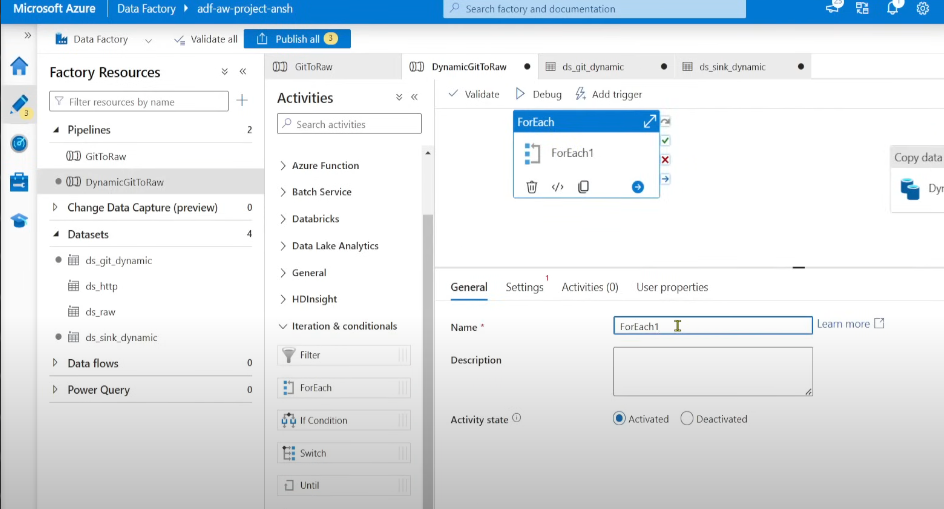 Microsoft Azure
Data Factory
adf-aw-project-ansh
Search factory and documentation
Data Factory
Validate all
Publish all
3
GitToRaw
DynamicGitToRaw
ds_git_dynamic
ds_sink_dynamic
Factory Resources
Filter resources by name
3
Pipelines 2
GitToRaw
DynamicGitToRaw
Change Data Capture (preview) 0
Datasets 4
ds_git_dynamic
ds_http
ds_raw
ds_sink_dynamic
Data flows 0
Power Query 0
Activities
Search activities
Azure Function
Batch Service
Databricks
Data Lake Analytics
General
HDInsight
Iteration & conditionals
Filter
ForEach
If Condition
Switch
Until
Validate
Debug
Add trigger
ForEach
ForEach1
Copy data
Dy
General
Settings 1
Activities (0)
User properties
Name *
ForEach1
Learn more
Description
Activity state
Activated
Deactivated